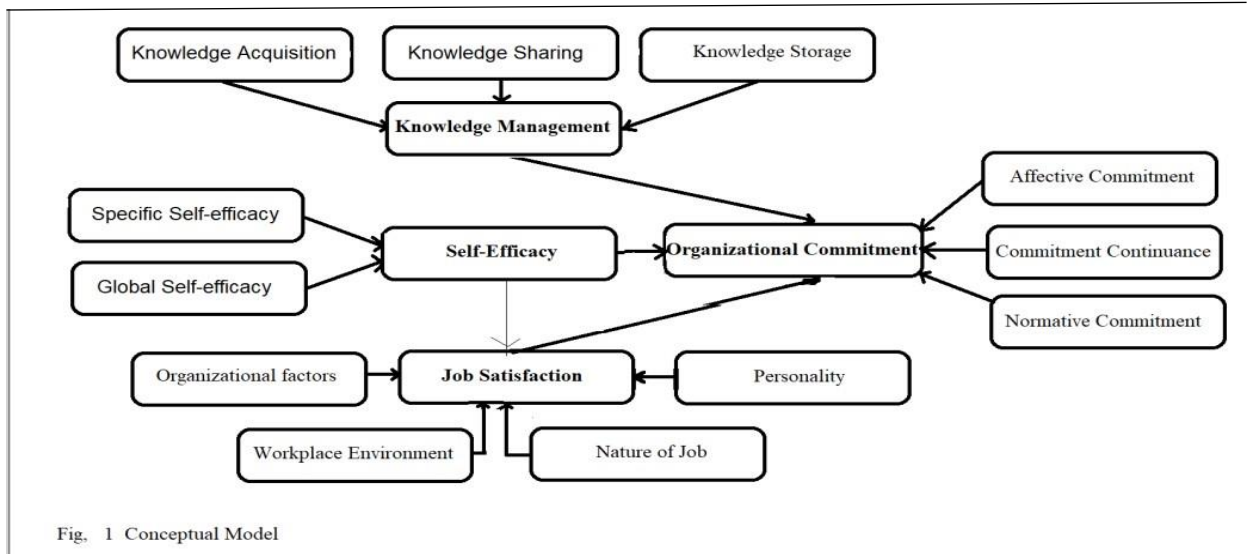 Knowledge Acquisition
Knowledge Sharing
Knowledge Storage
Knowledge Management
Affective Commitment
Specific Self-efficacy
Self-Efficacy
Organizational Commitment
Commitment Continuance
Global Self-efficacy
Normative Commitment
Organizational factors
Job Satisfaction
Personality
Workplace Environment
Nature of Job
Fig, 1 Conceptual Model